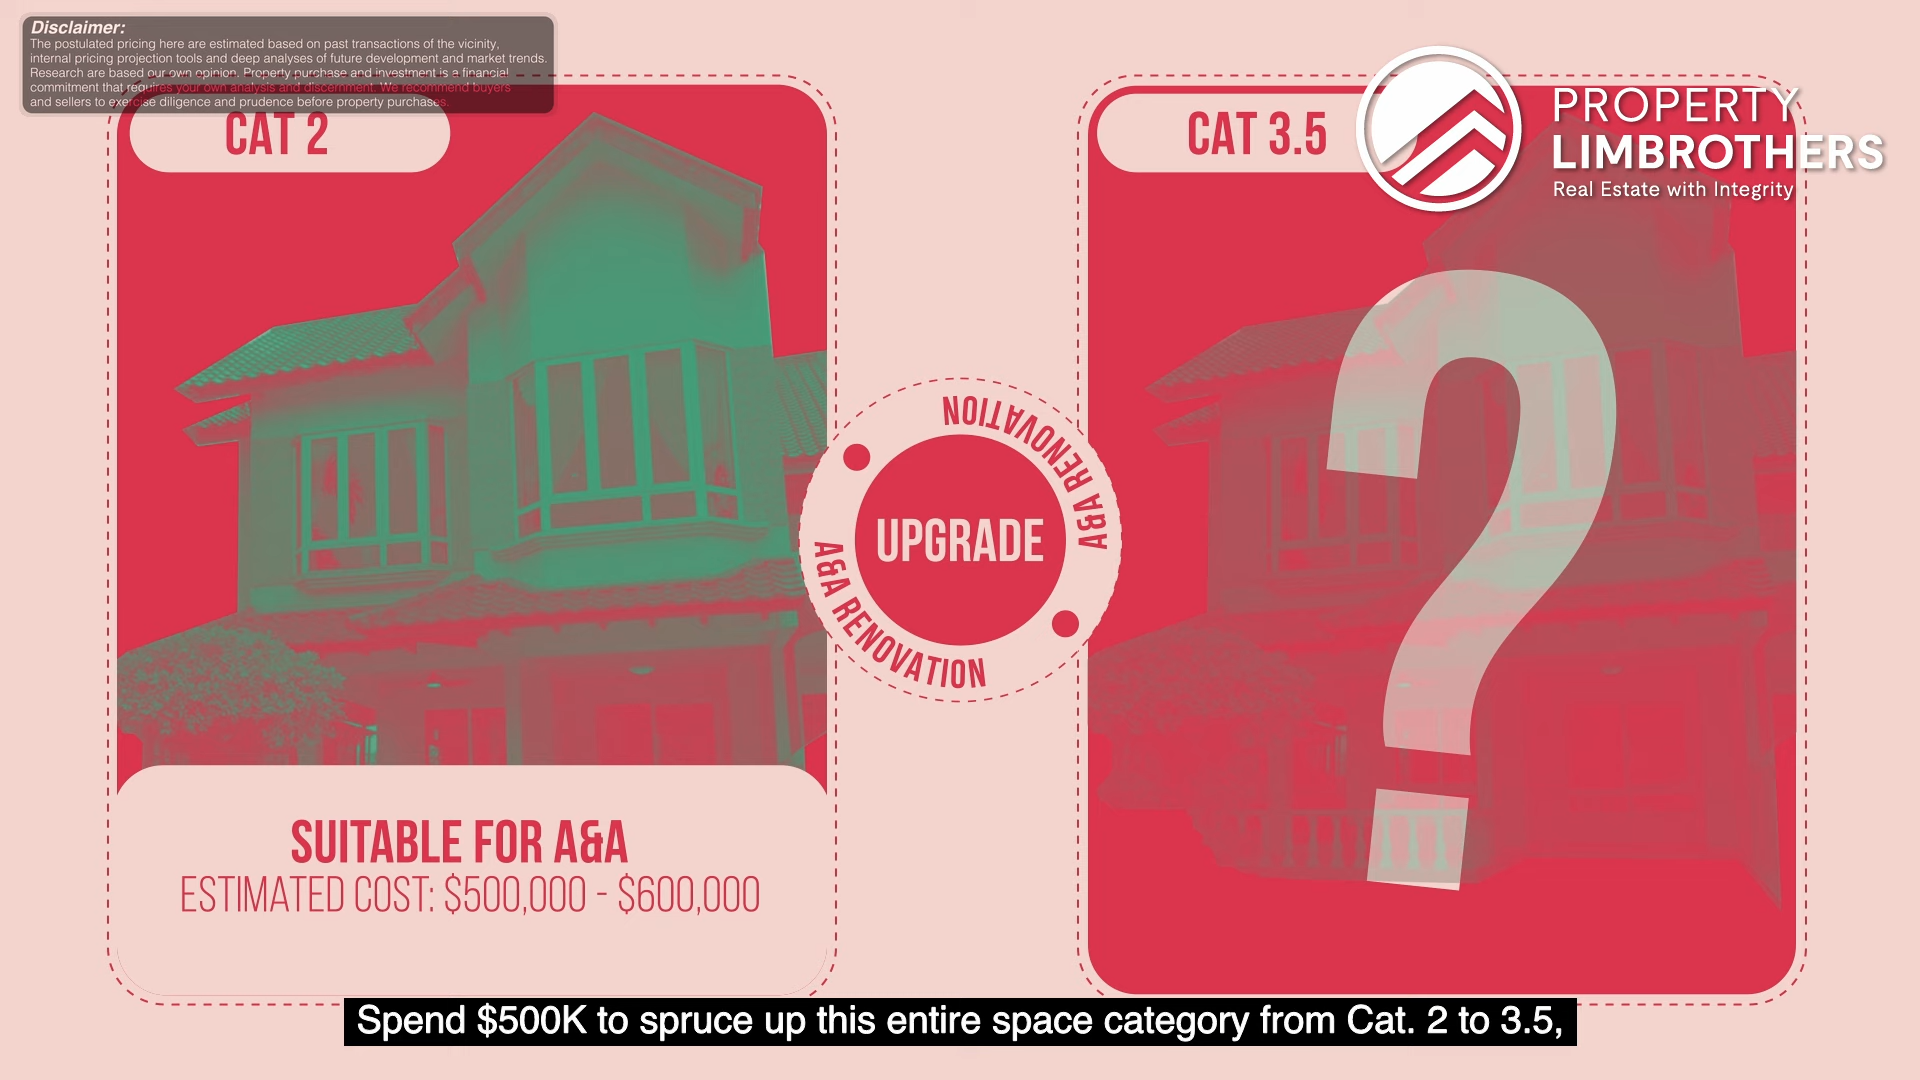 Disclaimer:
The postulated pricing here are estimated based on past transactions of the vicinity,
internal pricing projection tools and deep analyses of future development and market trends.
Research are based our own opinion. Property purchase and investment is a financial
commitment that requires your own analysis and discernment. We recommend buyers
and sellers to exercise diligence and prudence before property purchases.
CAT 2
CAT 3.5
PROPERTY
LIMBROTHERS
Real Estate with Integrity
A&A RENOVATION
UPGRADE
A&A RENOVATION
?
SUITABLE FOR A&A
ESTIMATED COST: $500,000 - $600,000
Spend $500K to spruce up this entire space category from Cat. 2 to 3.5,